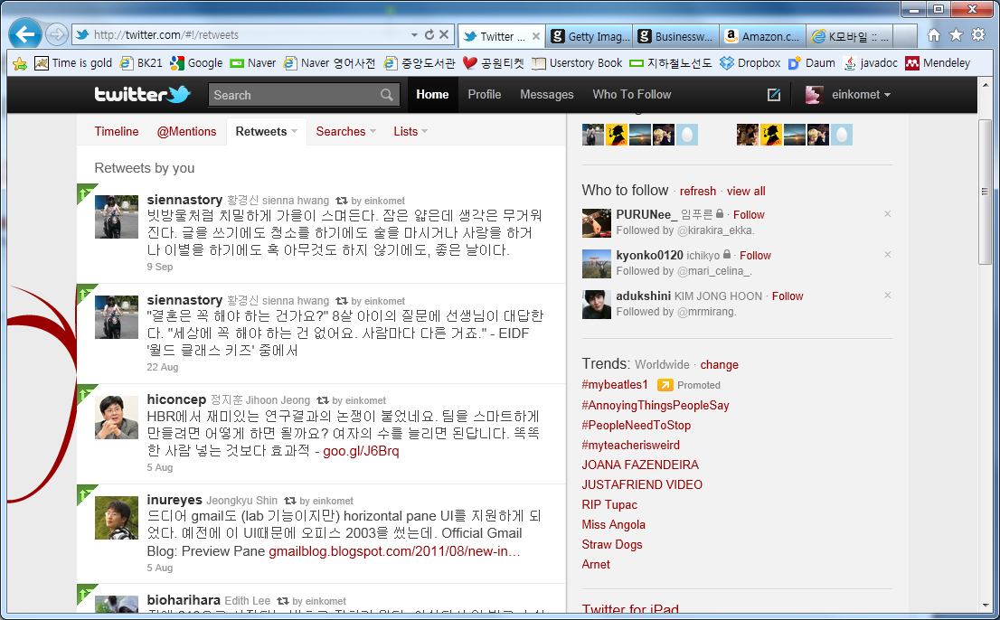 http://twitter.com/#!/retweets
Twitter ...
Getty Imag...
Businessw...
Amazon.c...
K모바일 :: ...
Time is gold
BK21
Google
Naver
Naver 영어사전
중앙도서관
공원티켓
Userstory Book
지하철노선도
Dropbox
Daum
javadoc
Mendeley
twitter
Search
Home
Profile
Messages
Who To Follow
einkomet
Timeline
@Mentions
Retweets
Searches
Lists
Retweets by you
siennastory 황경신 sienna hwang by einkomet
빗방울처럼 치밀하게 가을이 스며든다. 잠은 얇은데 생각은 무거워
진다. 글을 쓰기에도 청소를 하기에도 술을 마시거나 사랑을 하거
나 이별을 하기에도 혹 아무것도 하지 않기에도, 좋은 날이다.
9 Sep
siennastory 황경신 sienna hwang by einkomet
"결혼은 꼭 해야 하는 건가요?" 8살 아이의 질문에 선생님이 대답한
다. "세상에 꼭 해야 하는 건 없어요. 사람마다 다른 거죠." - EIDF
'월드 클래스 키즈' 중에서
22 Aug
hiconcep 정지훈 Jihoon Jeong by einkomet
HBR에서 재미있는 연구결과의 논쟁이 붙었네요. 팀을 스마트하게
만들려면 어떻게 하면 될까요? 여자의 수를 늘리면 된답니다. 똑똑
한 사람 넣는 것보다 효과적 - goo.gl/J6Brq
5 Aug
inureyes Jeongkyu Shin by einkomet
드디어 gmail도 (lab 기능이지만) horizontal pane UI를 지원하게 되
었다. 예전에 이 UI때문에 오피스 2003을 썼는데. Official Gmail
Blog: Preview Pane gmailblog.blogspot.com/2011/08/new-in...
5 Aug
bioharihara Edith Lee by einkomet
Who to follow · refresh · view all
PURUNee_ 임푸른 · Follow
Followed by @kirakira_ekka.
kyonko0120 ichikyo · Follow
Followed by @mari_celina_.
adukshini KIM JONG HOON · Follow
Followed by @mrmirang.
Trends: Worldwide · change
#mybeatles1 Promoted
#AnnoyingThingsPeopleSay
#PeopleNeedToStop
#myteacherisweird
JOANA FAZENDEIRA
JUSTAFRIEND VIDEO
RIP Tupac
Miss Angola
Straw Dogs
Arnet
Twitter for iPad